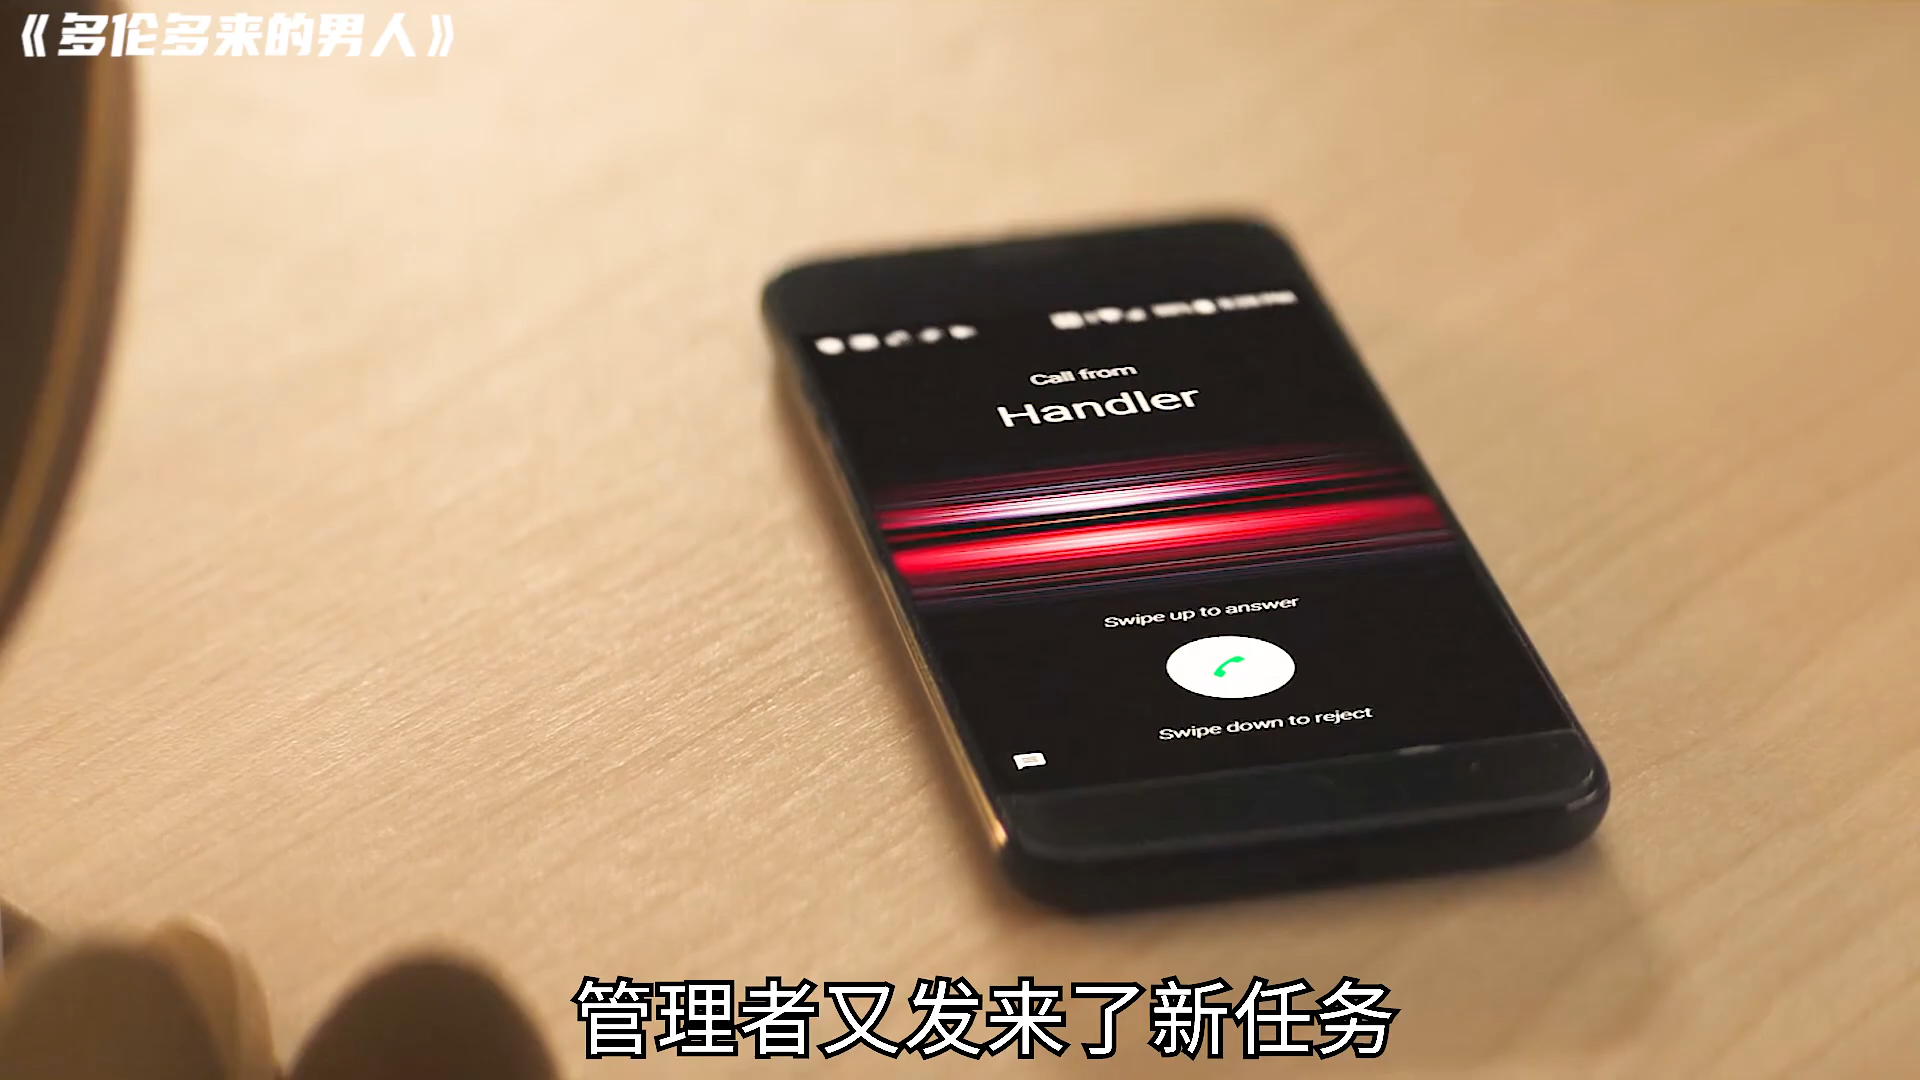 《多伦多来的男人》
Call from
Handler
Swipe up to answer
Swipe down to reject
管理者又发来了新任务